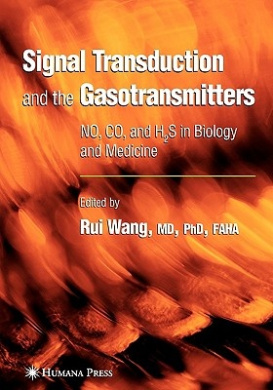 Signal Transduction
and the Gasotransmitters
NO, CO, and H₂S in Biology
and Medicine
Edited by
Rui Wang, MD, PhD, FAHA
HUMANA PRESS